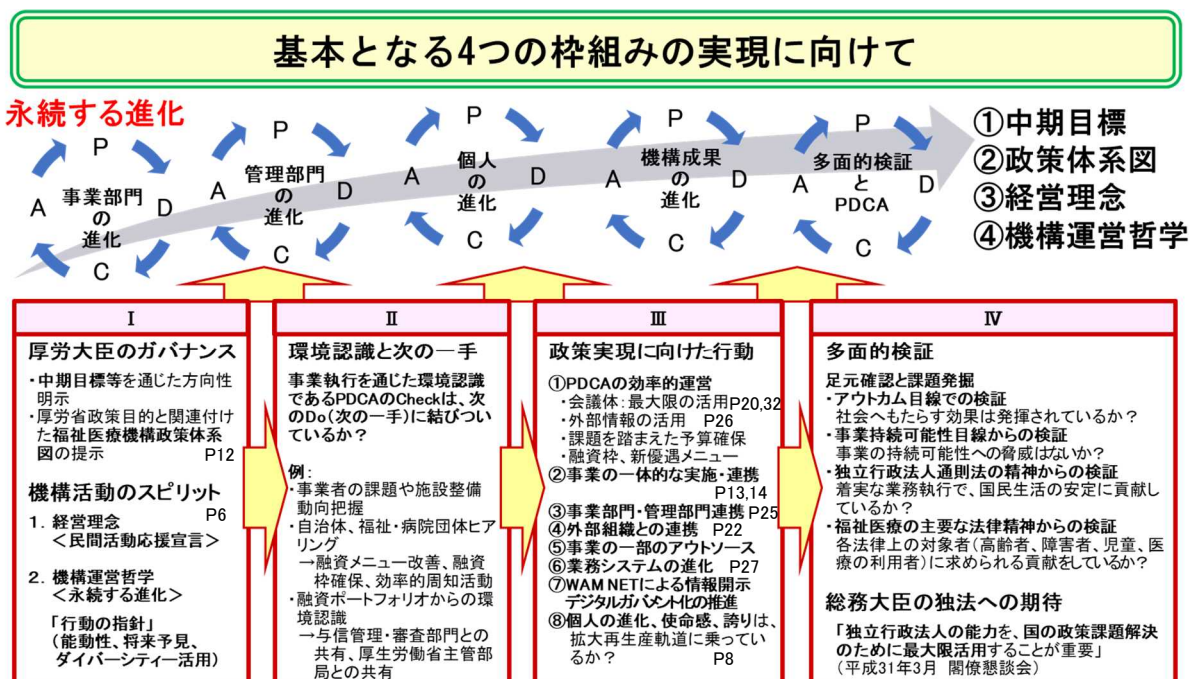 基本となる4つの枠組みの実現に向けて
永続する進化
P
A
事業部門
の
進化
D
C
P
A
管理部門
の
進化
D
C
P
A
個人
の
進化
D
C
P
A
機構成果
の
進化
D
C
P
A
多面的検証
と
PDCA
D
C
①中期目標
②政策体系図
③経営理念
④機構運営哲学
Ⅰ
厚労大臣のガバナンス
・中期目標等を通じた方向性
明示
・厚労省政策目的と関連付け
た福祉医療機構政策体系
図の提示 P12
機構活動のスピリット
P6
1．経営理念
＜民間活動応援宣言＞
2．機構運営哲学
＜永続する進化＞
「行動の指針」
（能動性、将来予見、
ダイバーシティー活用）
Ⅱ
環境認識と次の一手
事業執行を通じた環境認識
であるPDCAのCheckは、次
のDo（次の一手）に結びつい
ているか？
例：
・事業者の課題や施設整備
動向把握
・自治体、福祉・病院団体ヒア
リング
→融資メニュー改善、融資
枠確保、効率的周知活動
・融資ポートフォリオからの環
境認識
→与信管理・審査部門との
共有、厚生労働省主管部
局との共有
Ⅲ
政策実現に向けた行動
①PDCAの効率的運営
・会議体：最大限の活用P20,32
・外部情報の活用 P26
・課題を踏まえた予算確保
・融資枠、新優遇メニュー
②事業の一体的な実施・連携
P13,14
③事業部門・管理部門連携 P25
④外部組織との連携 P22
⑤事業の一部のアウトソース
⑥業務システムの進化 P27
⑦WAM NETによる情報開示
デジタルガバメント化の推進
⑧個人の進化、使命感、誇りは、
拡大再生産軌道に乗ってい
るか？ P8
Ⅳ
多面的検証
足元確認と課題発掘
・アウトカム目線での検証
社会へもたらす効果は発揮されているか？
・事業持続可能性目線からの検証
事業の持続可能性への脅威はないか？
・独立行政法人通則法の精神からの検証
着実な業務執行で、国民生活の安定に貢献し
ているか？
・福祉医療の主要な法律精神からの検証
各法律上の対象者（高齢者、障害者、児童、医
療の利用者）に求められる貢献をしているか？
総務大臣の独法への期待
「独立行政法人の能力を、国の政策課題解決
のために最大限活用することが重要」
（平成31年3月 閣僚懇談会）